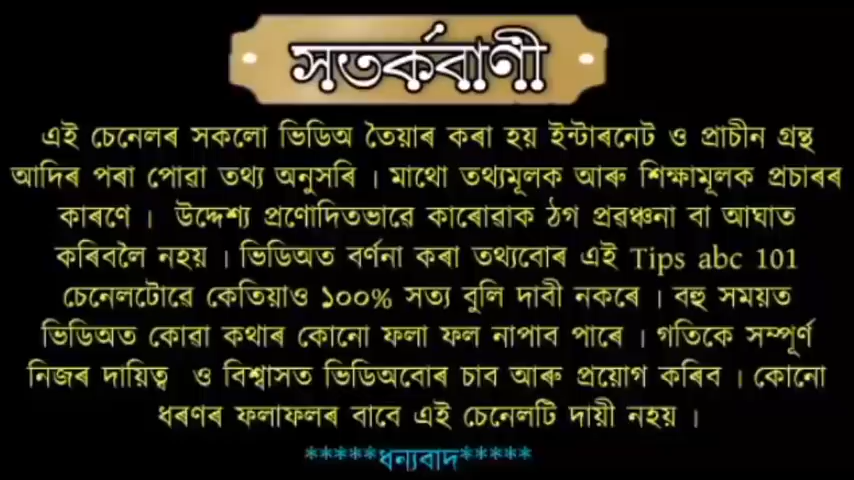 সতৰ্কবাণী
এই চেনেলৰ সকলো ভিডিঅ তৈয়াৰ কৰা হয় ইন্টাৰনেট ও প্ৰাচীন গ্ৰন্থ
আদিৰ পৰা পোৱা তথ্য অনুসৰি । মাথো তথ্যমূলক আৰু শিক্ষামূলক প্ৰচাৰৰ
কাৰণে । উদ্দেশ্য প্ৰণোদিতভাৱে কাৰোৱাক ঠগ প্ৰৱঞ্চনা বা আঘাত
কৰিবলৈ নহয় । ভিডিঅত বৰ্ণনা কৰা তথ্যবোৰ এই Tips abc 101
চেনেলটোৱে কেতিয়াও ১০০% সত্য বুলি দাবী নকৰে । বহু সময়ত
ভিডিঅত কোৱা কথাৰ কোনো ফলা ফল নাপাব পাৰে । গতিকে সম্পূৰ্ণ
নিজৰ দায়িত্ব ও বিশ্বাসত ভিডিঅবোৰ চাব আৰু প্ৰয়োগ কৰিব । কোনো
ধৰণৰ ফলাফলৰ বাবে এই চেনেলটি দায়ী নহয় ।
*****ধন্যবাদ*****